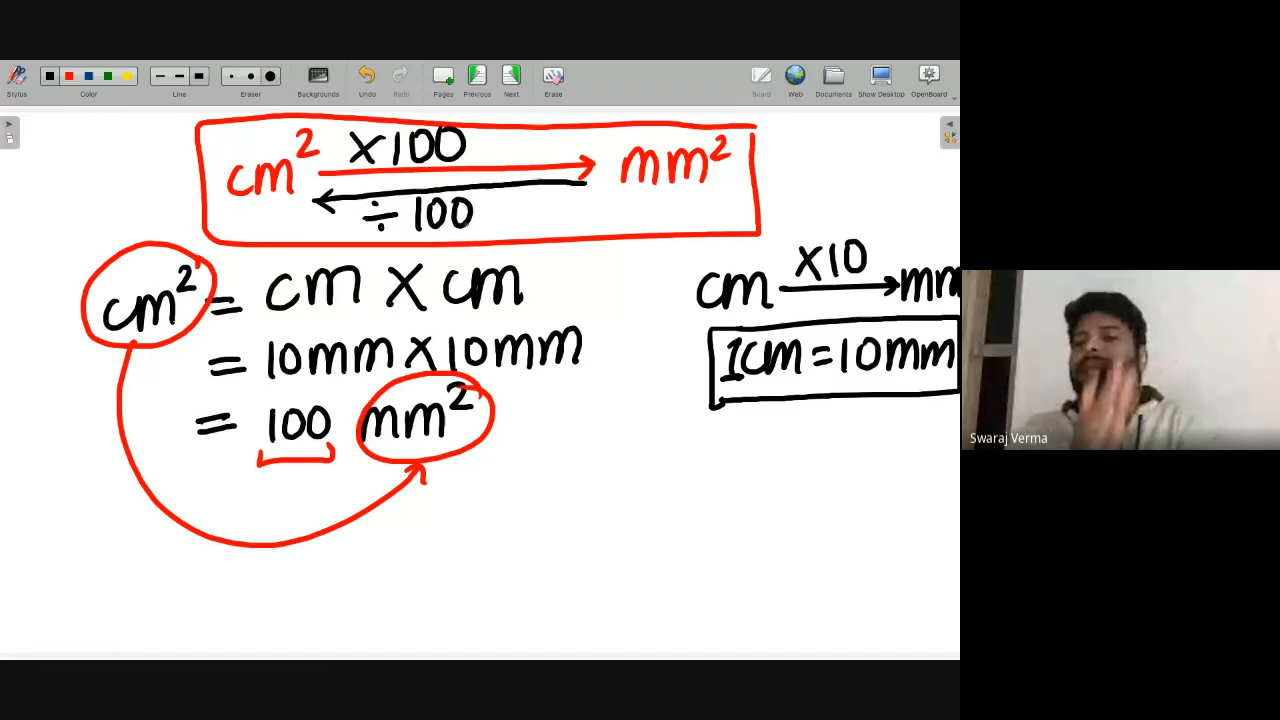 Stylus Color Line Eraser Backgrounds Undo Redo Pages Previous Next Erase Board Web Documents Show Desktop OpenBoard
cm² ×100 mm²
÷100
cm² = cm × cm
= 10mm × 10mm
= 100 mm²
cm ×10 mm
1cm = 10mm
Swaraj Verma